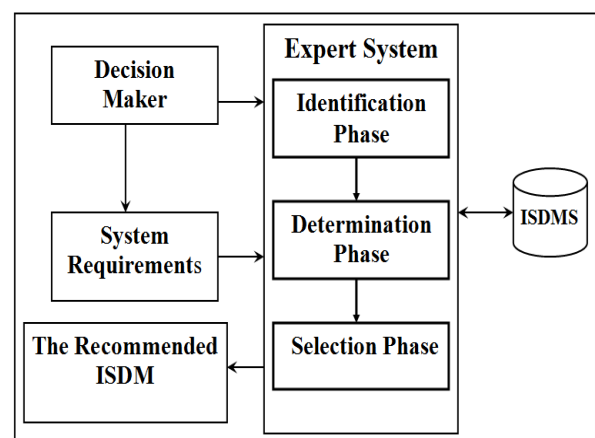 Decision
Maker
Expert System
Identification
Phase
System
Requirements
Determination
Phase
ISDMS
The Recommended
ISDM
Selection Phase